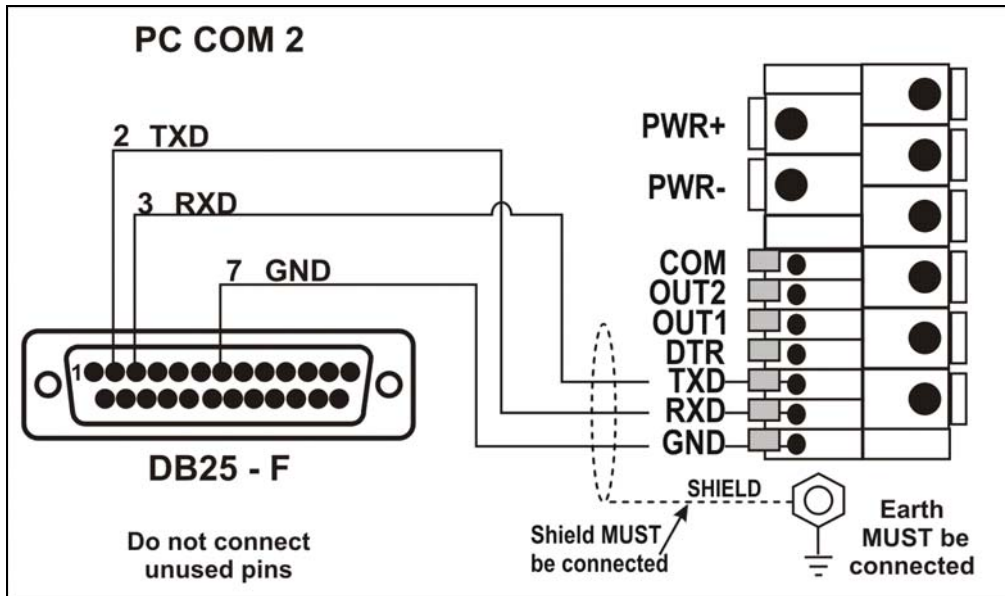 PC COM 2
2 TXD
3 RXD
7 GND
1
DB25 - F
Do not connect
unused pins
PWR+
PWR-
COM
OUT2
OUT1
DTR
TXD
RXD
GND
SHIELD
Shield MUST
be connected
Earth
MUST be
connected